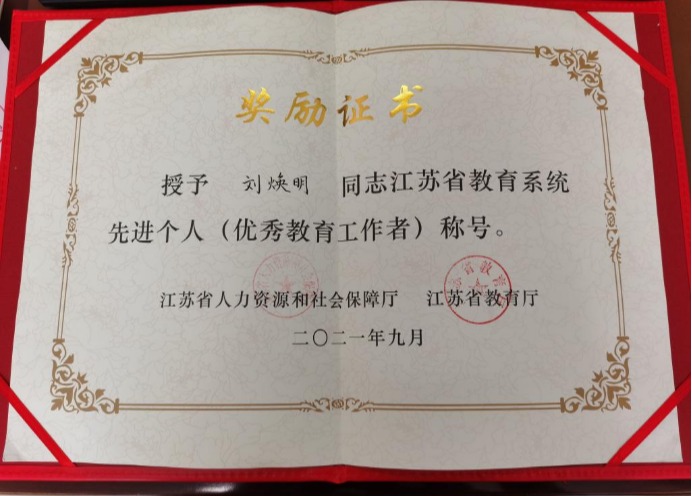 奖励证书
授予 刘焕明 同志江苏省教育系统
先进个人（优秀教育工作者）称号。
江苏省人力资源和社会保障厅 江苏省教育厅
二〇二一年九月